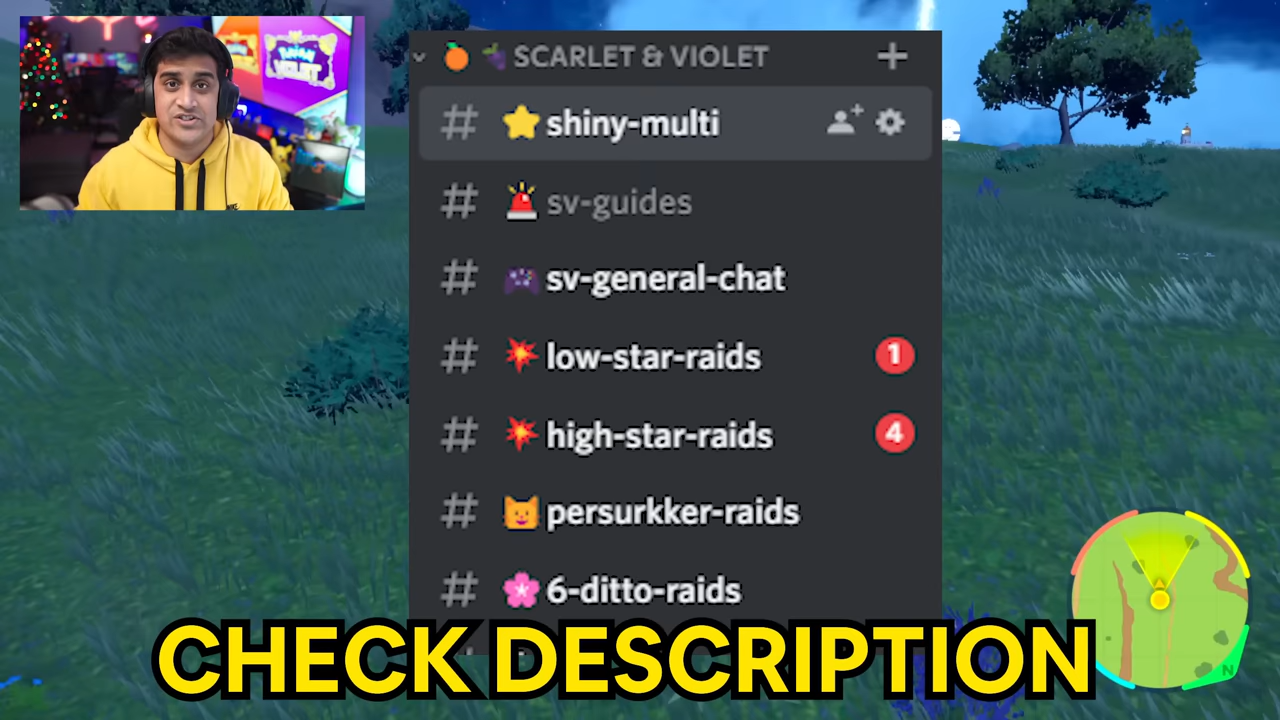 SCARLET & VIOLET
# shiny-multi
# sv-guides
# sv-general-chat
# low-star-raids 1
# high-star-raids 4
# persurkker-raids
# 6-ditto-raids
CHECK DESCRIPTION
N